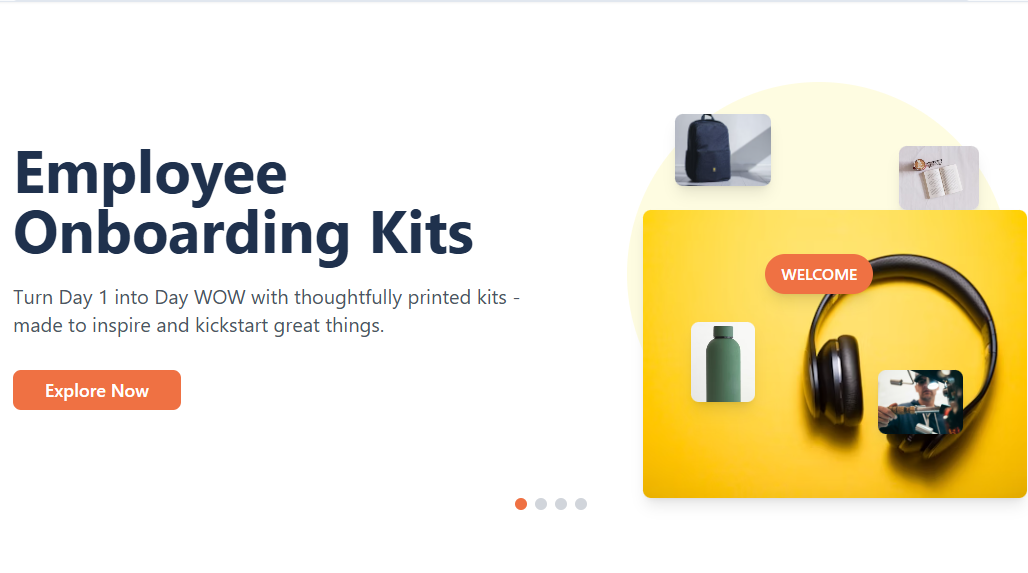 Employee
Onboarding Kits
Turn Day 1 into Day WOW with thoughtfully printed kits -
made to inspire and kickstart great things.
Explore Now
WELCOME